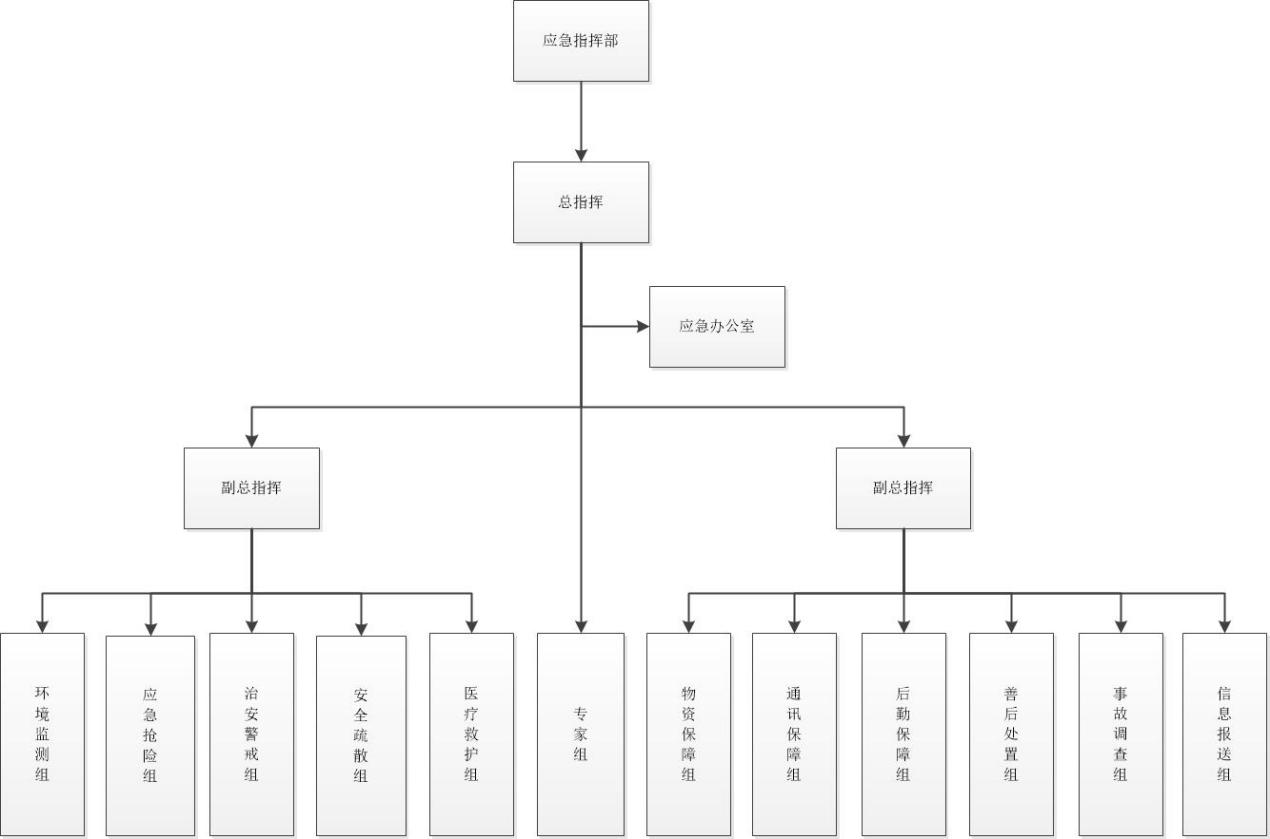 应急指挥部
总指挥
应急办公室
副总指挥
副总指挥
环境监测组
应急抢险组
治安警戒组
安全疏散组
医疗救护组
专家组
物资保障组
通讯保障组
后勤保障组
善后处置组
事故调查组
信息报送组